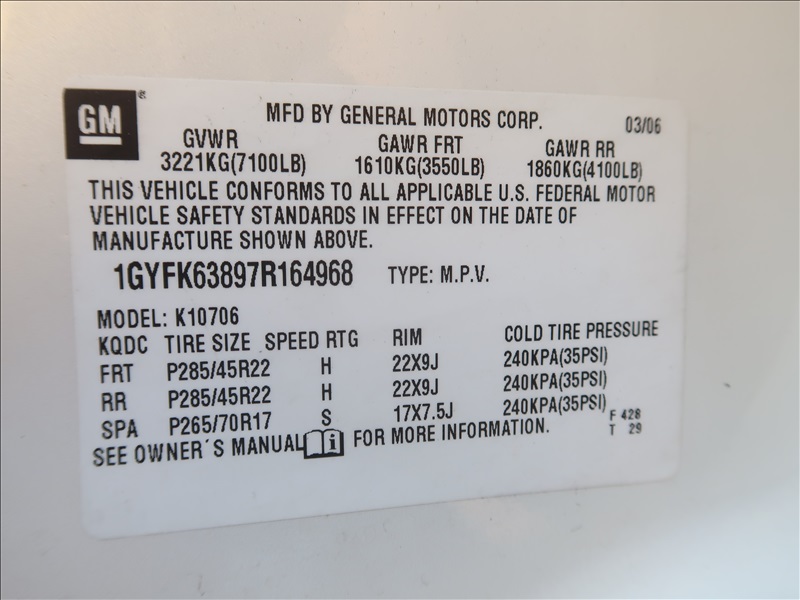 GM MFD BY GENERAL MOTORS CORP. 03/06
GVWR GAWR FRT GAWR RR
3221KG(7100LB) 1610KG(3550LB) 1860KG(4100LB)
THIS VEHICLE CONFORMS TO ALL APPLICABLE U.S. FEDERAL MOTOR
VEHICLE SAFETY STANDARDS IN EFFECT ON THE DATE OF
MANUFACTURE SHOWN ABOVE.
1GYFK63897R164968 TYPE: M.P.V.
MODEL: K10706
KQDC TIRE SIZE SPEED RTG RIM COLD TIRE PRESSURE
FRT P285/45R22 H 22X9J 240KPA(35PSI)
RR P285/45R22 H 22X9J 240KPA(35PSI)
SPA P265/70R17 S 17X7.5J 240KPA(35PSI)
SEE OWNER'S MANUAL i FOR MORE INFORMATION.
F 428
T 29